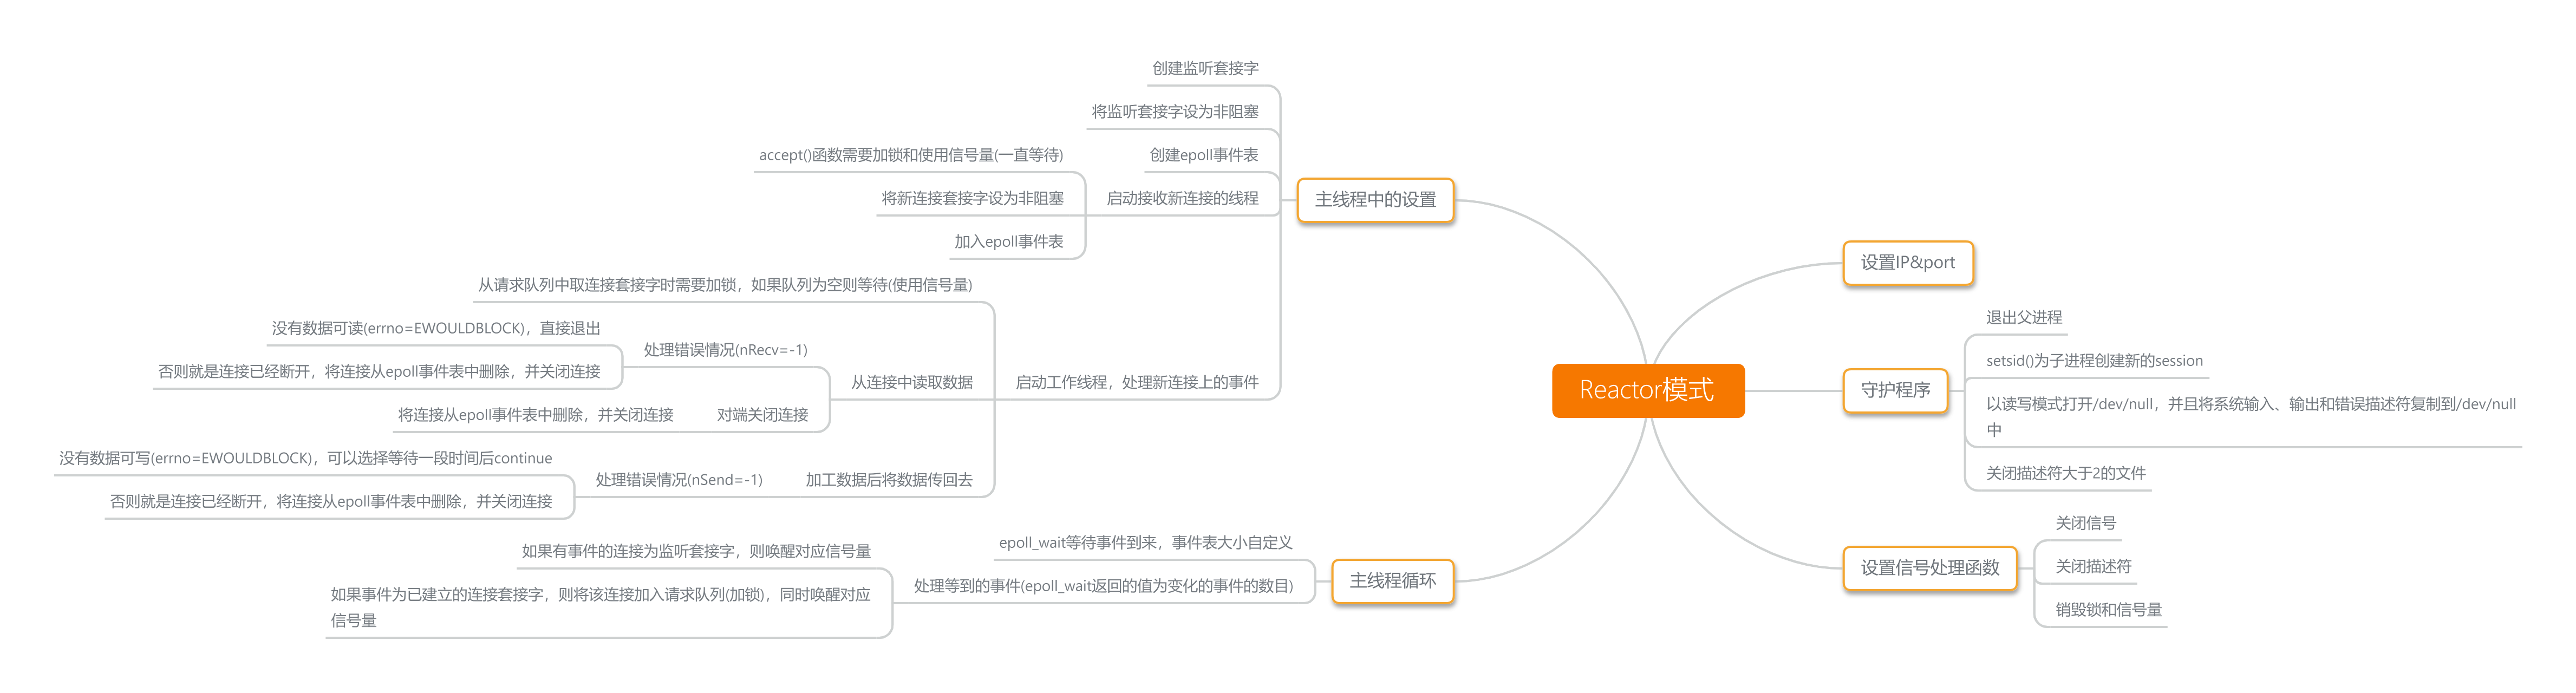 Reactor模式
设置IP&port
守护程序
退出父进程
setsid()为子进程创建新的session
以读写模式打开/dev/null，并且将系统输入、输出和错误描述符复制到/dev/null
中
关闭描述符大于2的文件
设置信号处理函数
关闭信号
关闭描述符
销毁锁和信号量
主线程中的设置
创建监听套接字
将监听套接字设为非阻塞
创建epoll事件表
启动接收新连接的线程
accept()函数需要加锁和使用信号量(一直等待)
将新连接套接字设为非阻塞
加入epoll事件表
启动工作线程，处理新连接上的事件
从请求队列中取连接套接字时需要加锁，如果队列为空则等待(使用信号量)
从连接中读取数据
处理错误情况(nRecv=-1)
没有数据可读(errno=EWOULDBLOCK)，直接退出
否则就是连接已经断开，将连接从epoll事件表中删除，并关闭连接
对端关闭连接
将连接从epoll事件表中删除，并关闭连接
加工数据后将数据传回去
处理错误情况(nSend=-1)
没有数据可写(errno=EWOULDBLOCK)，可以选择等待一段时间后continue
否则就是连接已经断开，将连接从epoll事件表中删除，并关闭连接
主线程循环
epoll_wait等待事件到来，事件表大小自定义
处理等到的事件(epoll_wait返回的值为变化的事件的数目)
如果有事件的连接为监听套接字，则唤醒对应信号量
如果事件为已建立的连接套接字，则将该连接加入请求队列(加锁)，同时唤醒对应
信号量